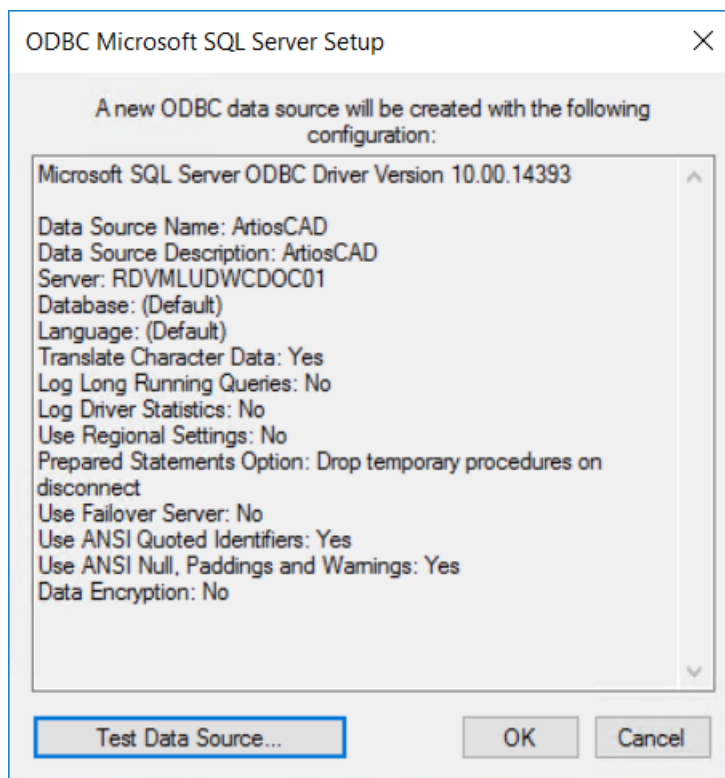 ODBC Microsoft SQL Server Setup
A new ODBC data source will be created with the following
configuration:
Microsoft SQL Server ODBC Driver Version 10.00.14393
Data Source Name: ArtiosCAD
Data Source Description: ArtiosCAD
Server: RDVMLUDWCDOC01
Database: (Default)
Language: (Default)
Translate Character Data: Yes
Log Long Running Queries: No
Log Driver Statistics: No
Use Regional Settings: No
Prepared Statements Option: Drop temporary procedures on
disconnect
Use Failover Server: No
Use ANSI Quoted Identifiers: Yes
Use ANSI Null, Paddings and Warnings: Yes
Data Encryption: No
Test Data Source... OK Cancel